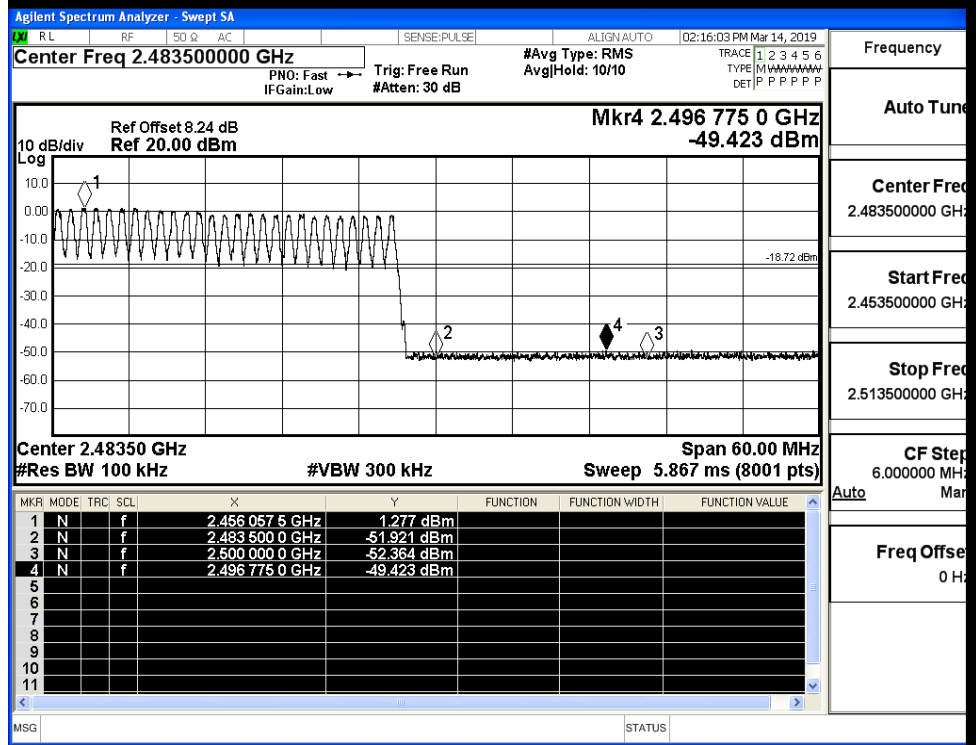 Agilent Spectrum Analyzer - Swept SA
LXI RL RF 50 Ω AC SENSE:PULSE ALIGN AUTO 02:16:03 PM Mar 14, 2019
Center Freq 2.483500000 GHz
PNO: Fast
IFGain:Low
Trig: Free Run
#Atten: 30 dB
#Avg Type: RMS
Avg|Hold: 10/10
TRACE 1 2 3 4 5 6
TYPE M WWWWW
DET P P P P P P
Ref Offset 8.24 dB
Ref 20.00 dBm
10 dB/div
Log
Mkr4 2.496 775 0 GHz
-49.423 dBm
10.0
0.00
-10.0
-20.0
-30.0
-40.0
-50.0
-60.0
-70.0
1
2
4
3
-18.72 dBm
Center 2.48350 GHz Span 60.00 MHz
#Res BW 100 kHz #VBW 300 kHz Sweep 5.867 ms (8001 pts)
MKR MODE TRC SCL X Y FUNCTION FUNCTION WIDTH FUNCTION VALUE
1 N f 2.456 057 5 GHz 1.277 dBm
2 N f 2.483 500 0 GHz -51.921 dBm
3 N f 2.500 000 0 GHz -52.364 dBm
4 N f 2.496 775 0 GHz -49.423 dBm
5
6
7
8
9
10
11
MSG STATUS
Frequency
Auto Tune
Center Freq
2.483500000 GHz
Start Freq
2.453500000 GHz
Stop Freq
2.513500000 GHz
CF Step
6.000000 MHz
Auto Man
Freq Offset
0 Hz